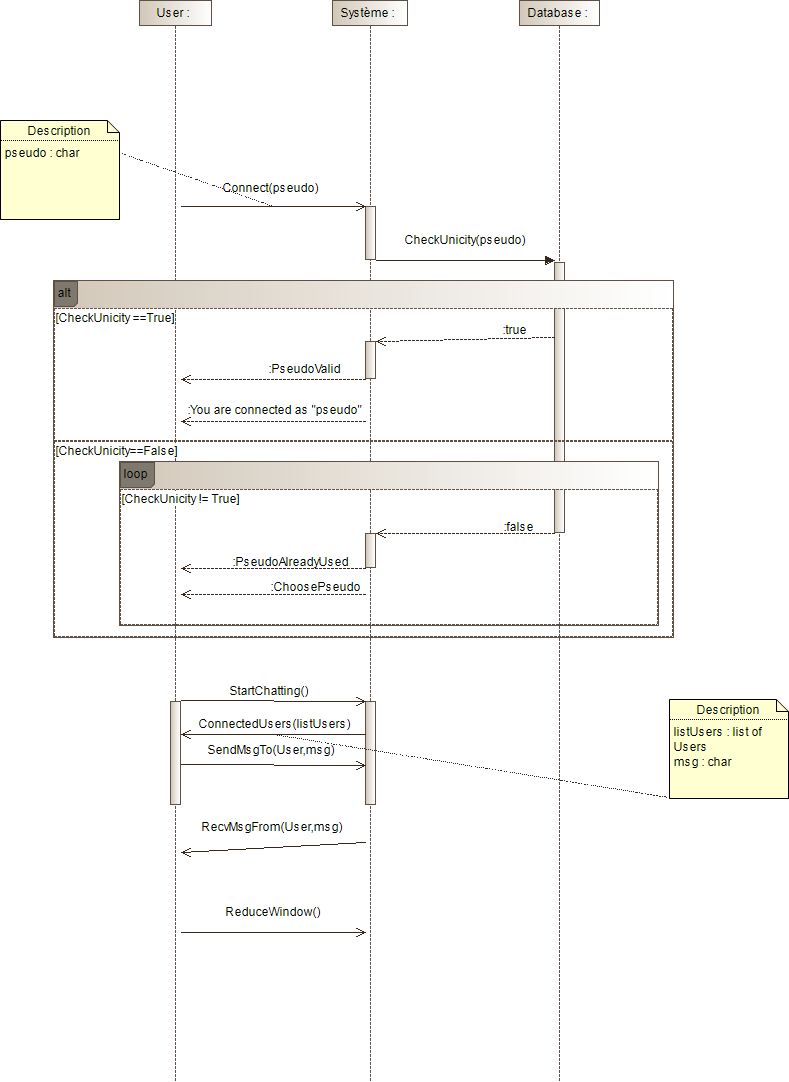 User :
Système :
Database :
Description
pseudo : char
Connect(pseudo)
CheckUnicity(pseudo)
alt
[CheckUnicity ==True]
:true
:PseudoValid
:You are connected as "pseudo"
[CheckUnicity==False]
loop
[CheckUnicity != True]
:false
:PseudoAlreadyUsed
:ChoosePseudo
StartChatting()
ConnectedUsers(listUsers)
SendMsgTo(User,msg)
Description
listUsers : list of
Users
msg : char
RecvMsgFrom(User,msg)
ReduceWindow()